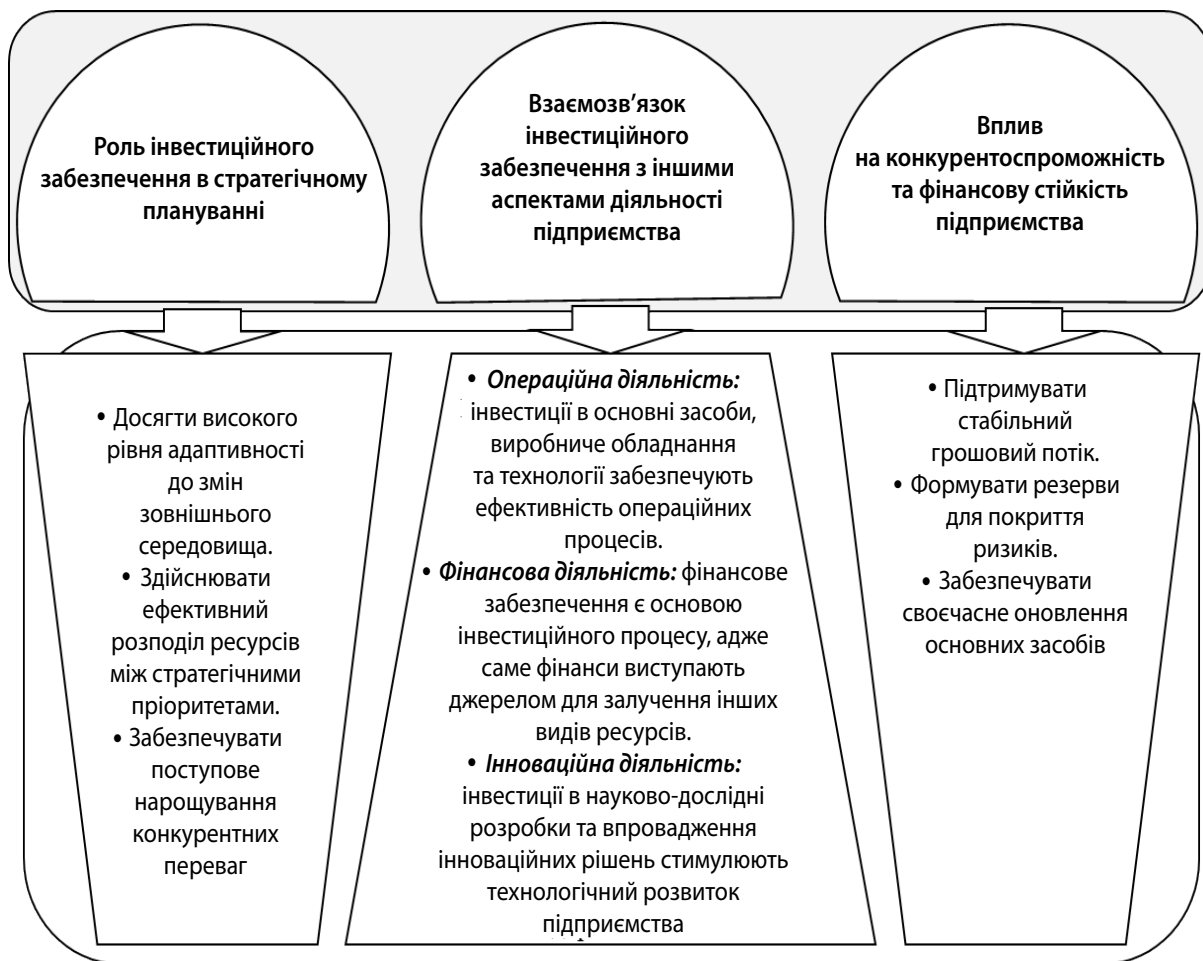 Роль інвестиційного
забезпечення в стратегічному
плануванні
Взаємозв'язок
інвестиційного
забезпечення з іншими
аспектами діяльності
підприємства
Вплив
на конкурентоспроможність
та фінансову стійкість
підприємства
• Досягти високого
рівня адаптивності
до змін
зовнішнього
середовища.
• Здійснювати
ефективний
розподіл ресурсів
між стратегічними
пріоритетами.
• Забезпечувати
поступове
нарощування
конкурентних
переваг
• Операційна діяльність:
інвестиції в основні засоби,
виробниче обладнання
та технології забезпечують
ефективність операційних
процесів.
• Фінансова діяльність: фінансове
забезпечення є основою
інвестиційного процесу, адже
саме фінанси виступають
джерелом для залучення інших
видів ресурсів.
• Інноваційна діяльність:
інвестиції в науково-дослідні
розробки та впровадження
інноваційних рішень стимулюють
технологічний розвиток
підприємства
• Підтримувати
стабільний
грошовий потік.
• Формувати резерви
для покриття
ризиків.
• Забезпечувати
своєчасне оновлення
основних засобів